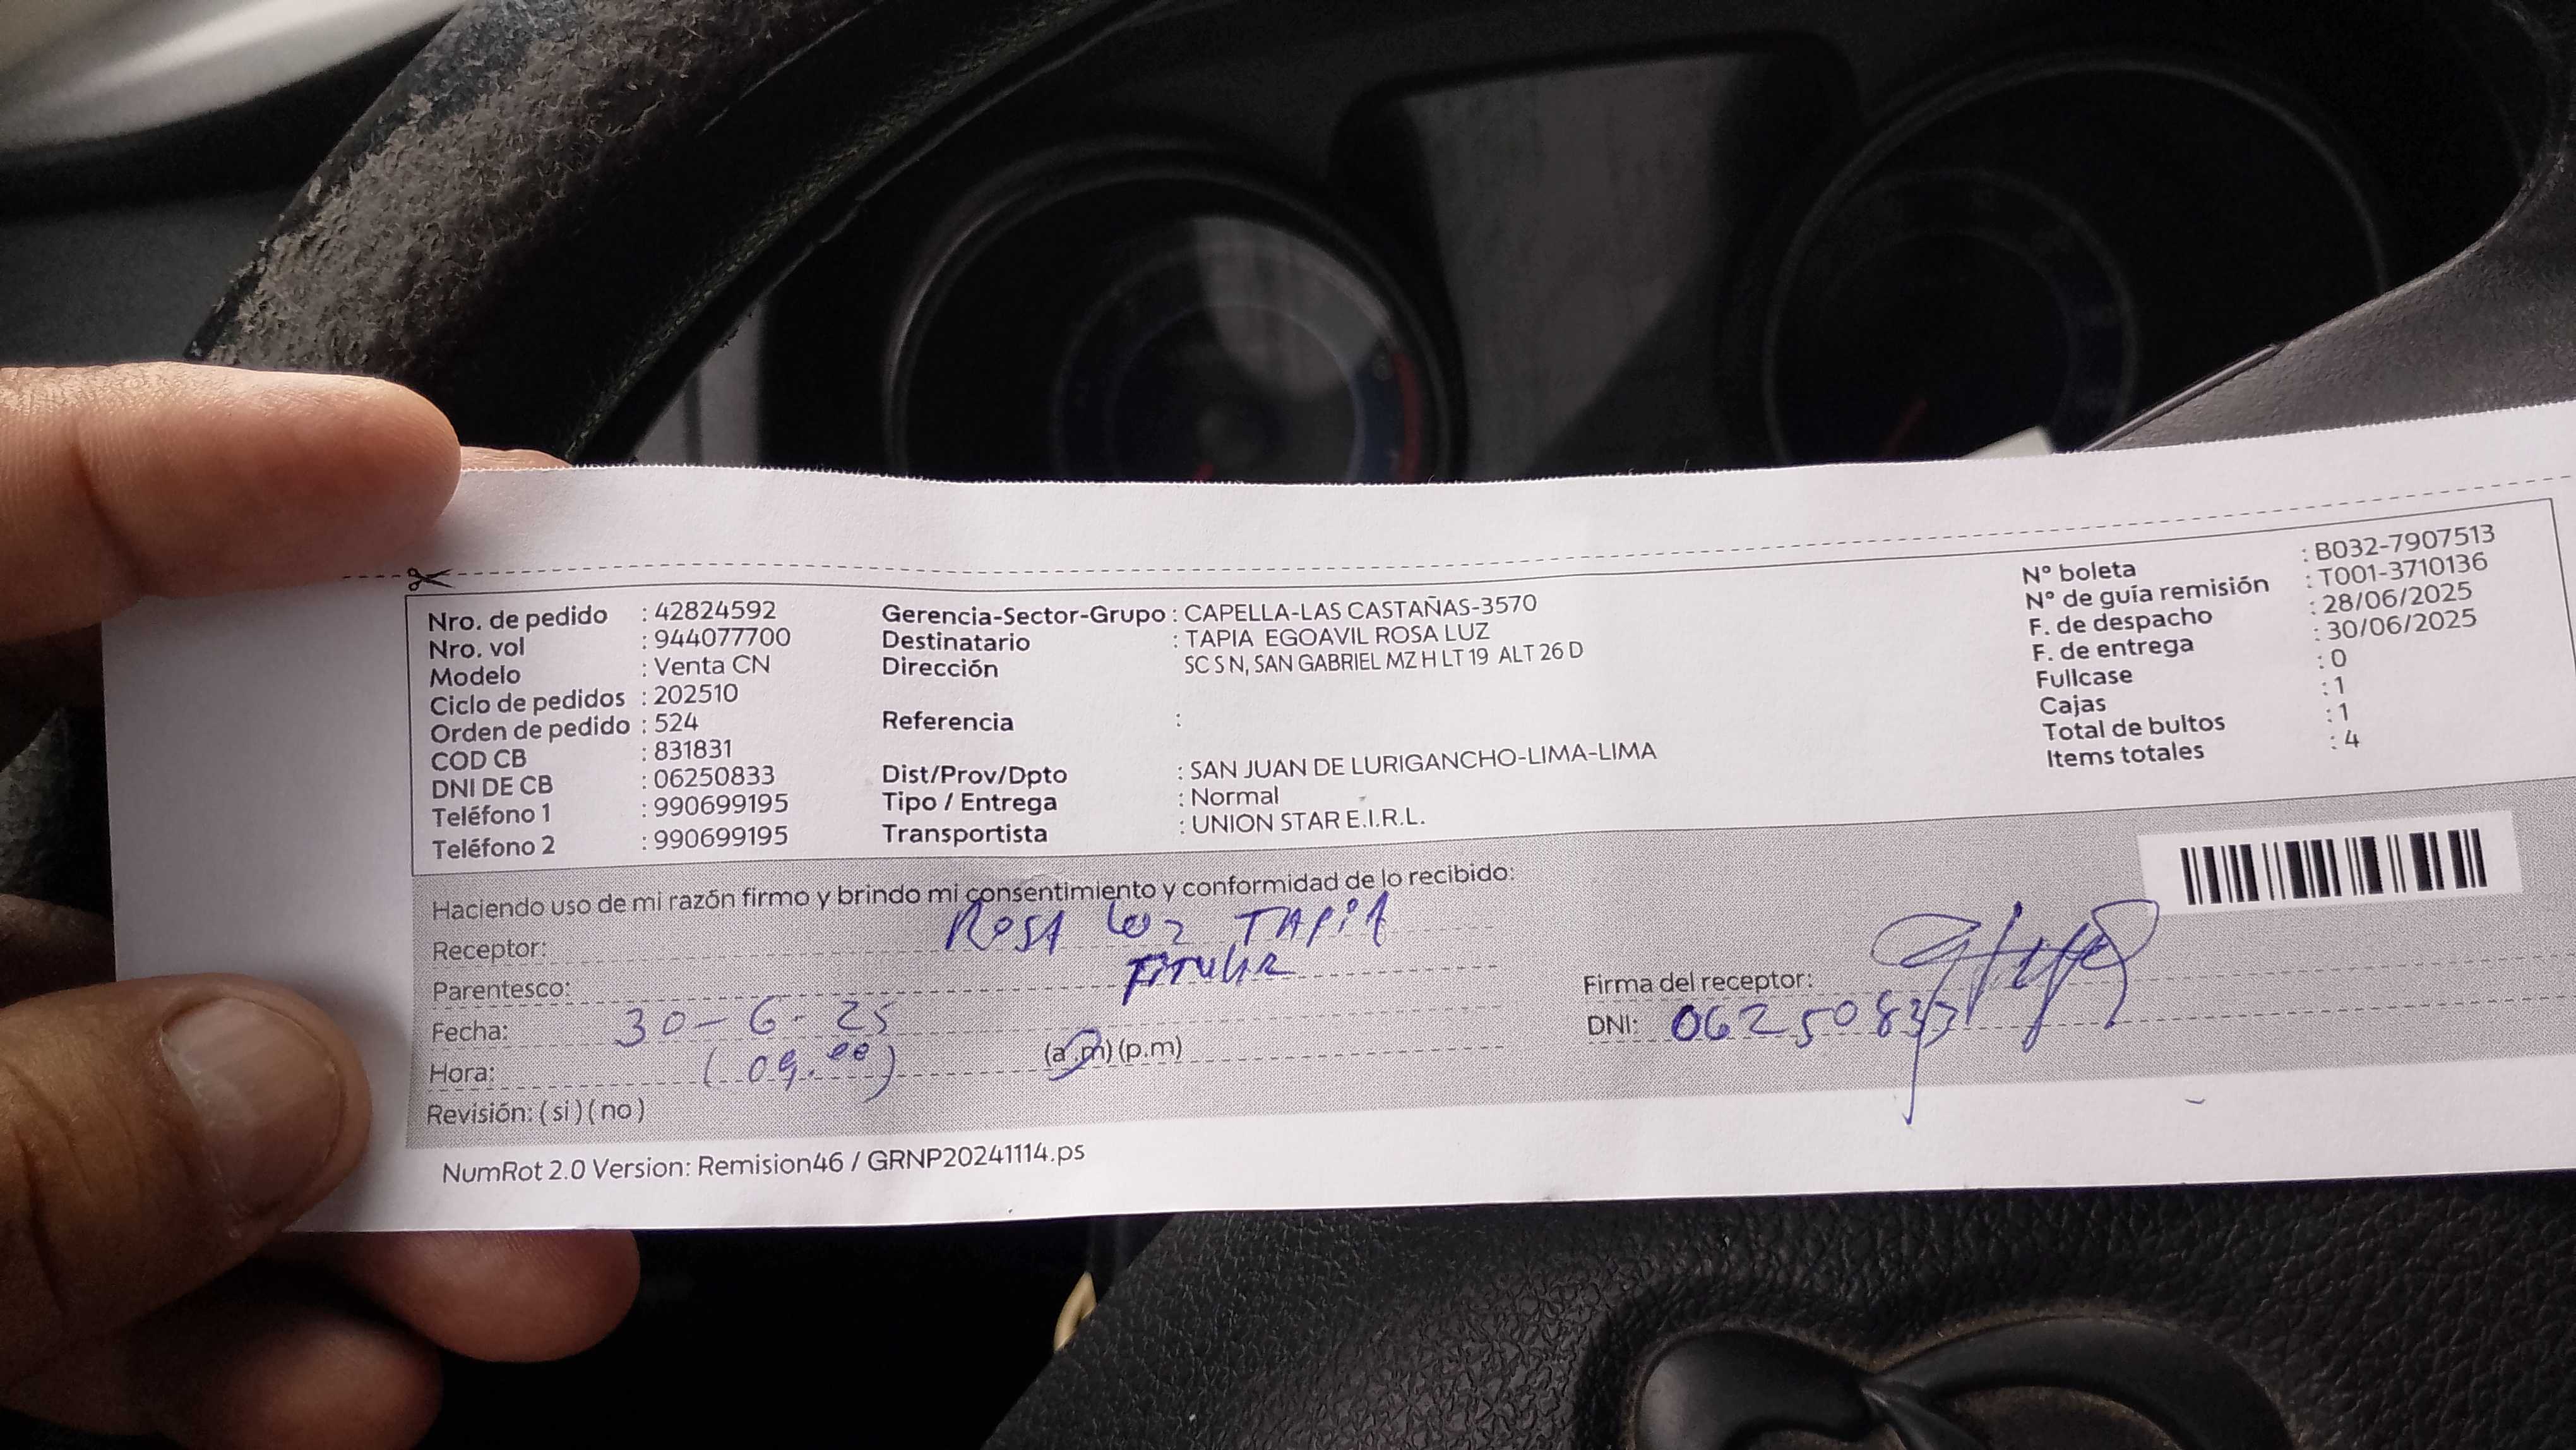 Nro. de pedido : 42824592
Nro. vol : 944077700
Modelo : Venta CN
Ciclo de pedidos : 202510
Orden de pedido : 524
COD CB : 831831
DNI DE CB : 06250833
Teléfono 1 : 990699195
Teléfono 2 : 990699195
Gerencia-Sector-Grupo : CAPELLA-LAS CASTAÑAS-3570
Destinatario : TAPIA EGOAVIL ROSA LUZ
Dirección SC S N, SAN GABRIEL MZ H LT 19 ALT 26 D
Referencia :
Dist/Prov/Dpto : SAN JUAN DE LURIGANCHO-LIMA-LIMA
Tipo / Entrega : Normal
Transportista : UNION STAR E.I.R.L.
N° boleta : B032-7907513
N° de guía remisión : T001-3710136
F. de despacho : 28/06/2025
F. de entrega : 30/06/2025
Fullcase : 0
Cajas : 1
Total de bultos : 1
Items totales : 4
Haciendo uso de mi razón firmo y brindo mi consentimiento y conformidad de lo recibido:
Receptor: ROSA LUZ TAPIA
Parentesco: TITULAR
Fecha: 30-6-25
Hora: (09.00) (a.m) (p.m)
Revisión: ( si ) ( no )
Firma del receptor:
DNI: 06250833
NumRot 2.0 Version: Remision46 / GRNP20241114.ps